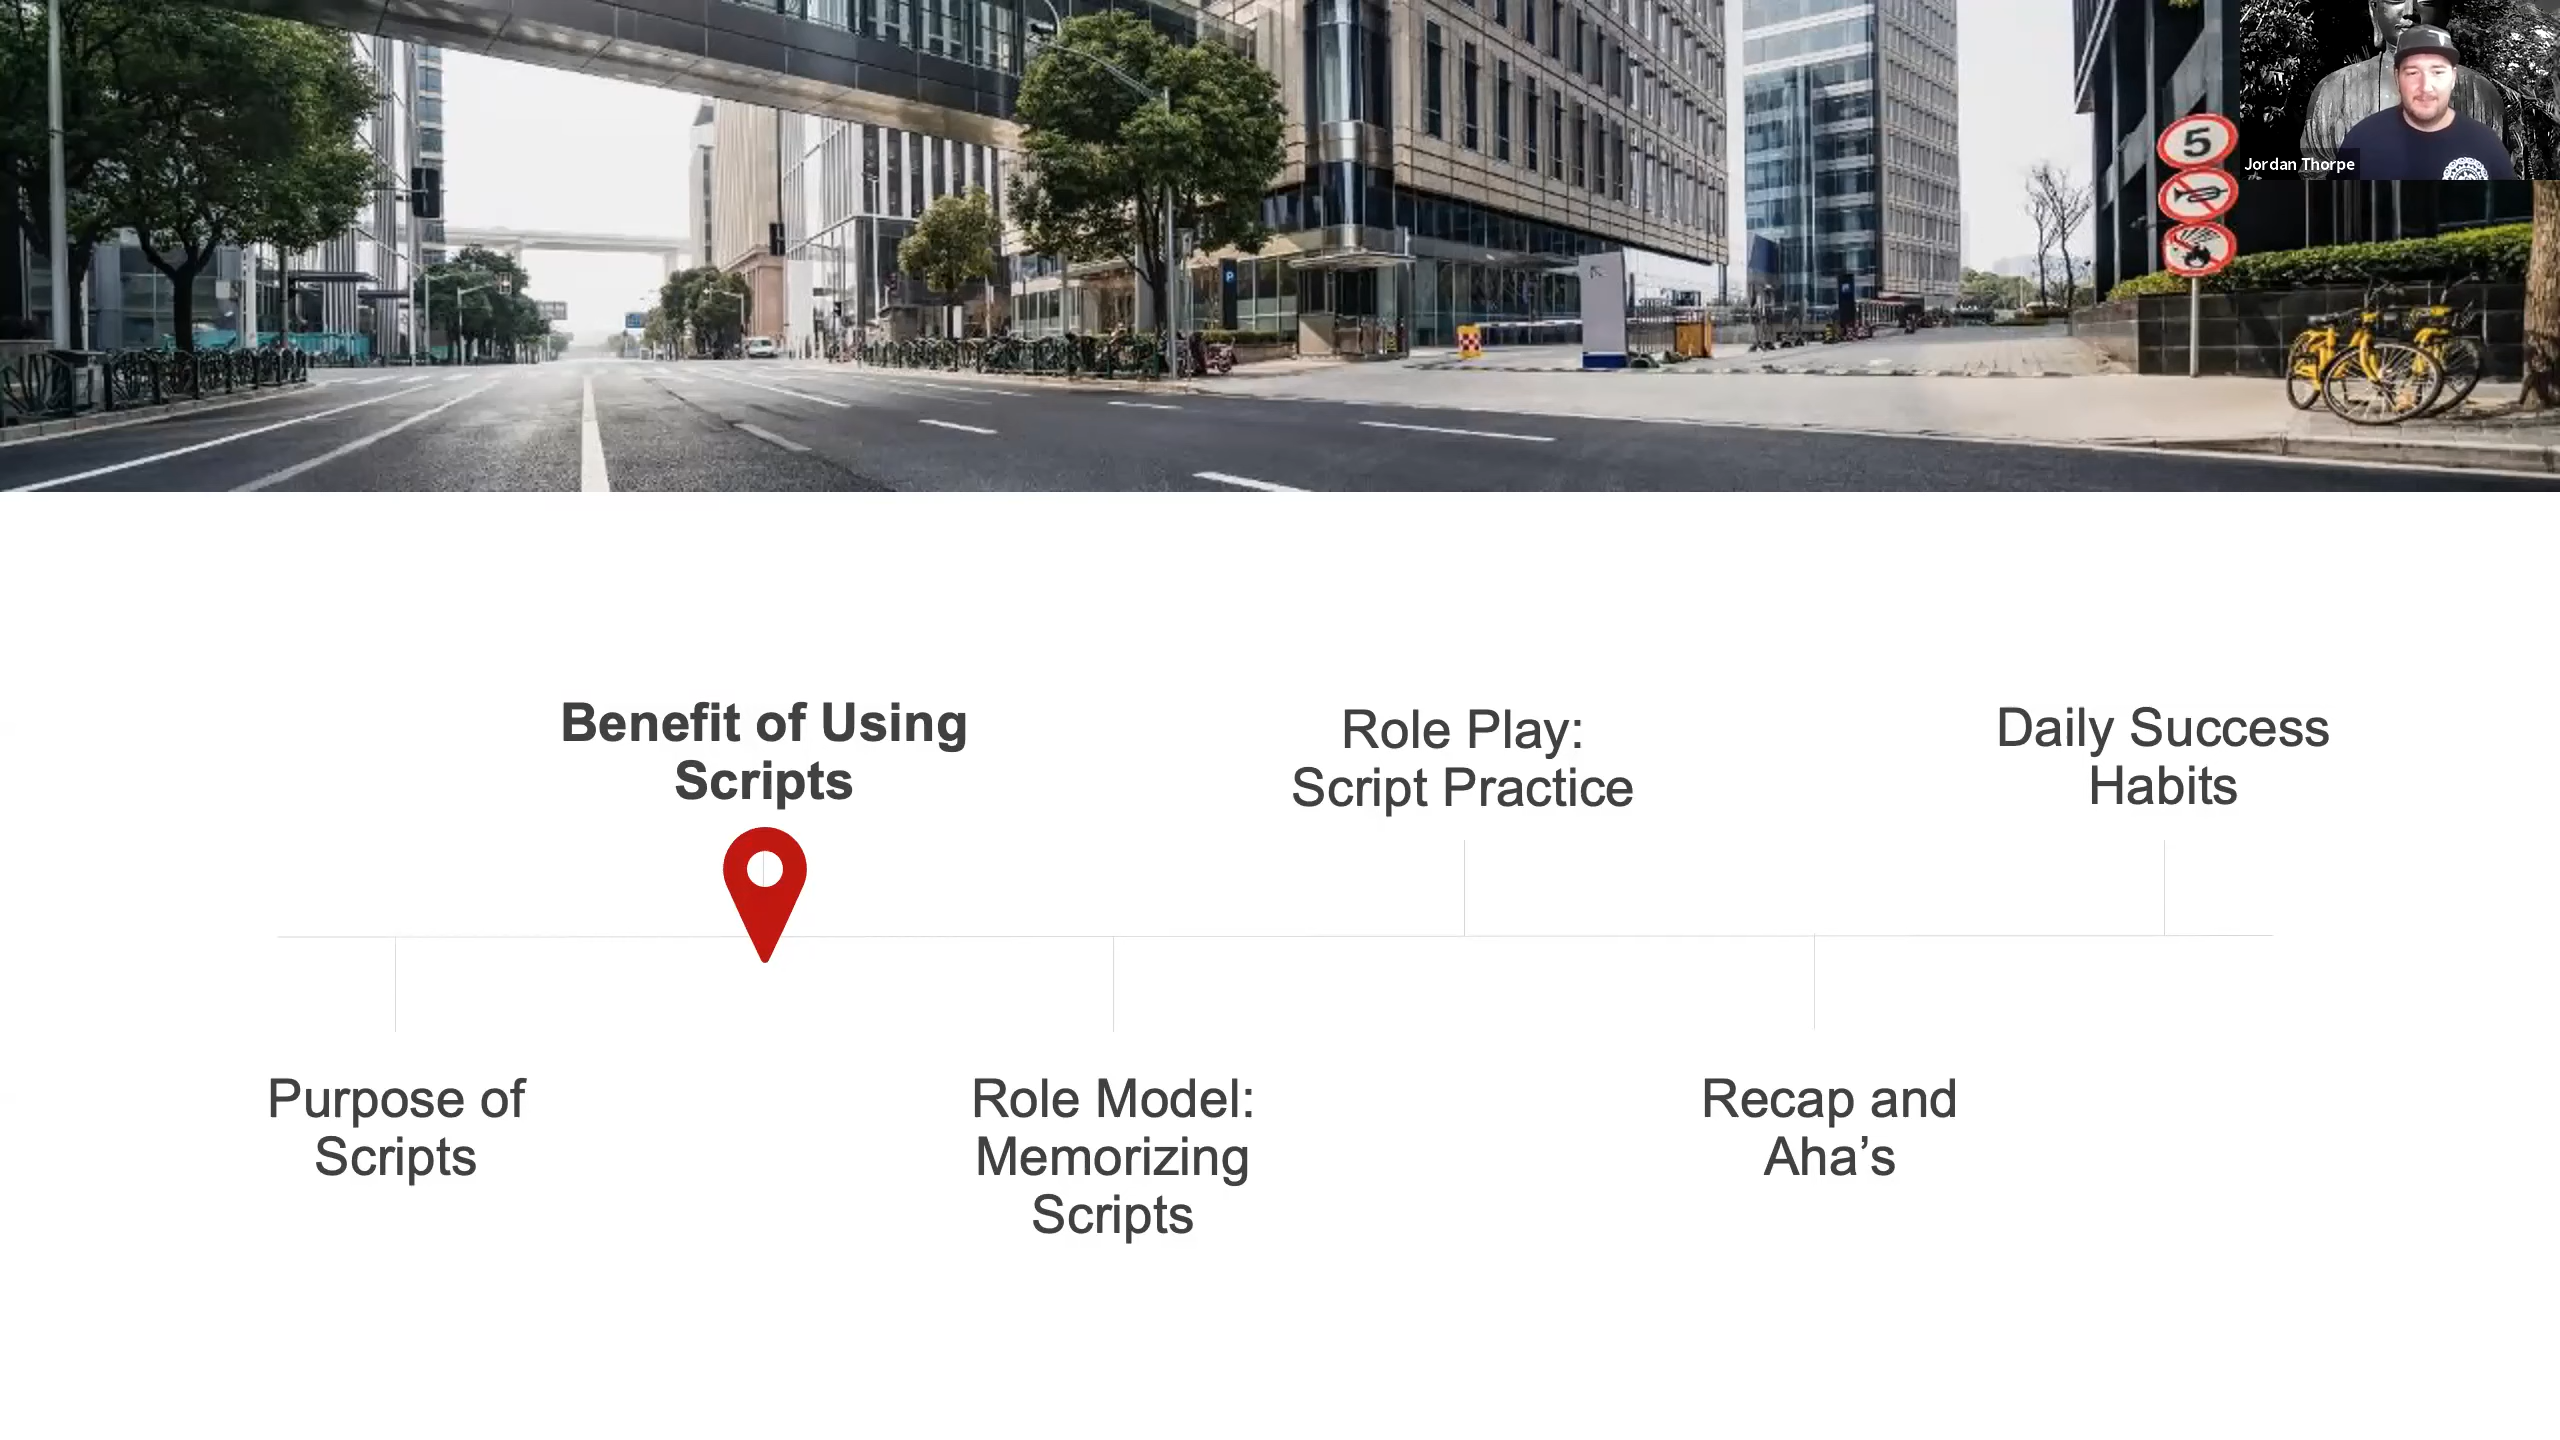 5
Jordan Thorpe
Benefit of Using
Scripts
Role Play:
Script Practice
Daily Success
Habits
Purpose of
Scripts
Role Model:
Memorizing
Scripts
Recap and
Aha’s